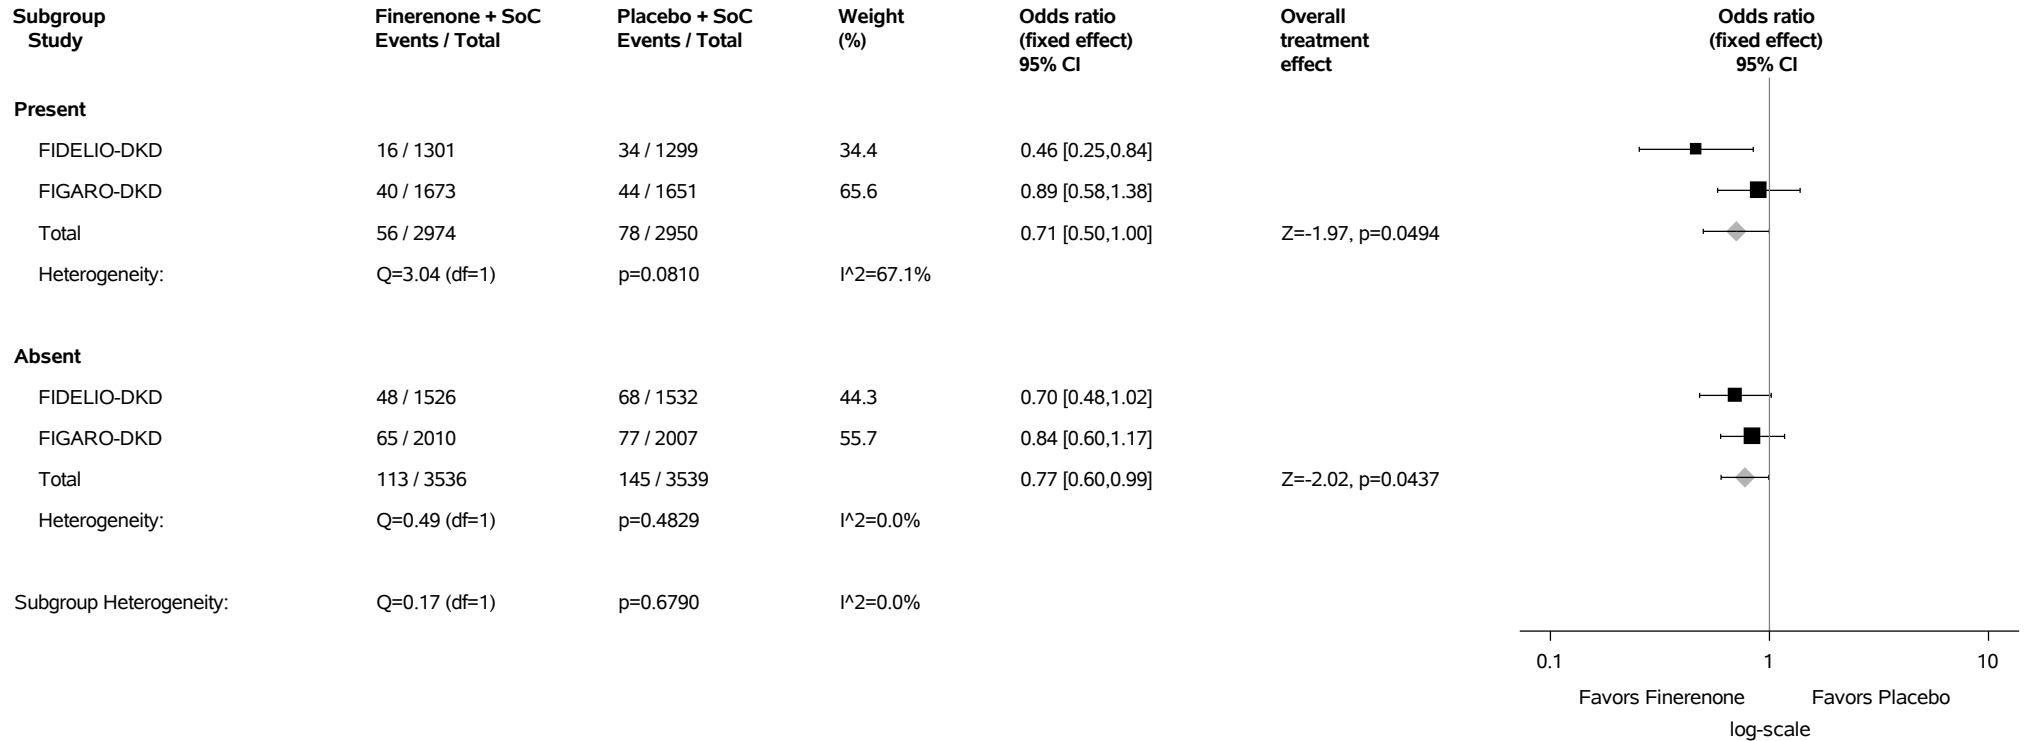 Subgroup Finerenone + SoC Placebo + SoC Weight Odds ratio Overall Odds ratio
Study Events / Total Events / Total (%) (fixed effect) treatment (fixed effect)
95% CI effect 95% CI
Present
FIDELIO-DKD 16 / 1301 34 / 1299 34.4 0.46 [0.25,0.84]
FIGARO-DKD 40 / 1673 44 / 1651 65.6 0.89 [0.58,1.38]
Total 56 / 2974 78 / 2950 0.71 [0.50,1.00] Z=-1.97, p=0.0494
Heterogeneity: Q=3.04 (df=1) p=0.0810 I^2=67.1%
Absent
FIDELIO-DKD 48 / 1526 68 / 1532 44.3 0.70 [0.48,1.02]
FIGARO-DKD 65 / 2010 77 / 2007 55.7 0.84 [0.60,1.17]
Total 113 / 3536 145 / 3539 0.77 [0.60,0.99] Z=-2.02, p=0.0437
Heterogeneity: Q=0.49 (df=1) p=0.4829 I^2=0.0%
Subgroup Heterogeneity: Q=0.17 (df=1) p=0.6790 I^2=0.0%
0.1 1 10
Favors Finerenone Favors Placebo
log-scale